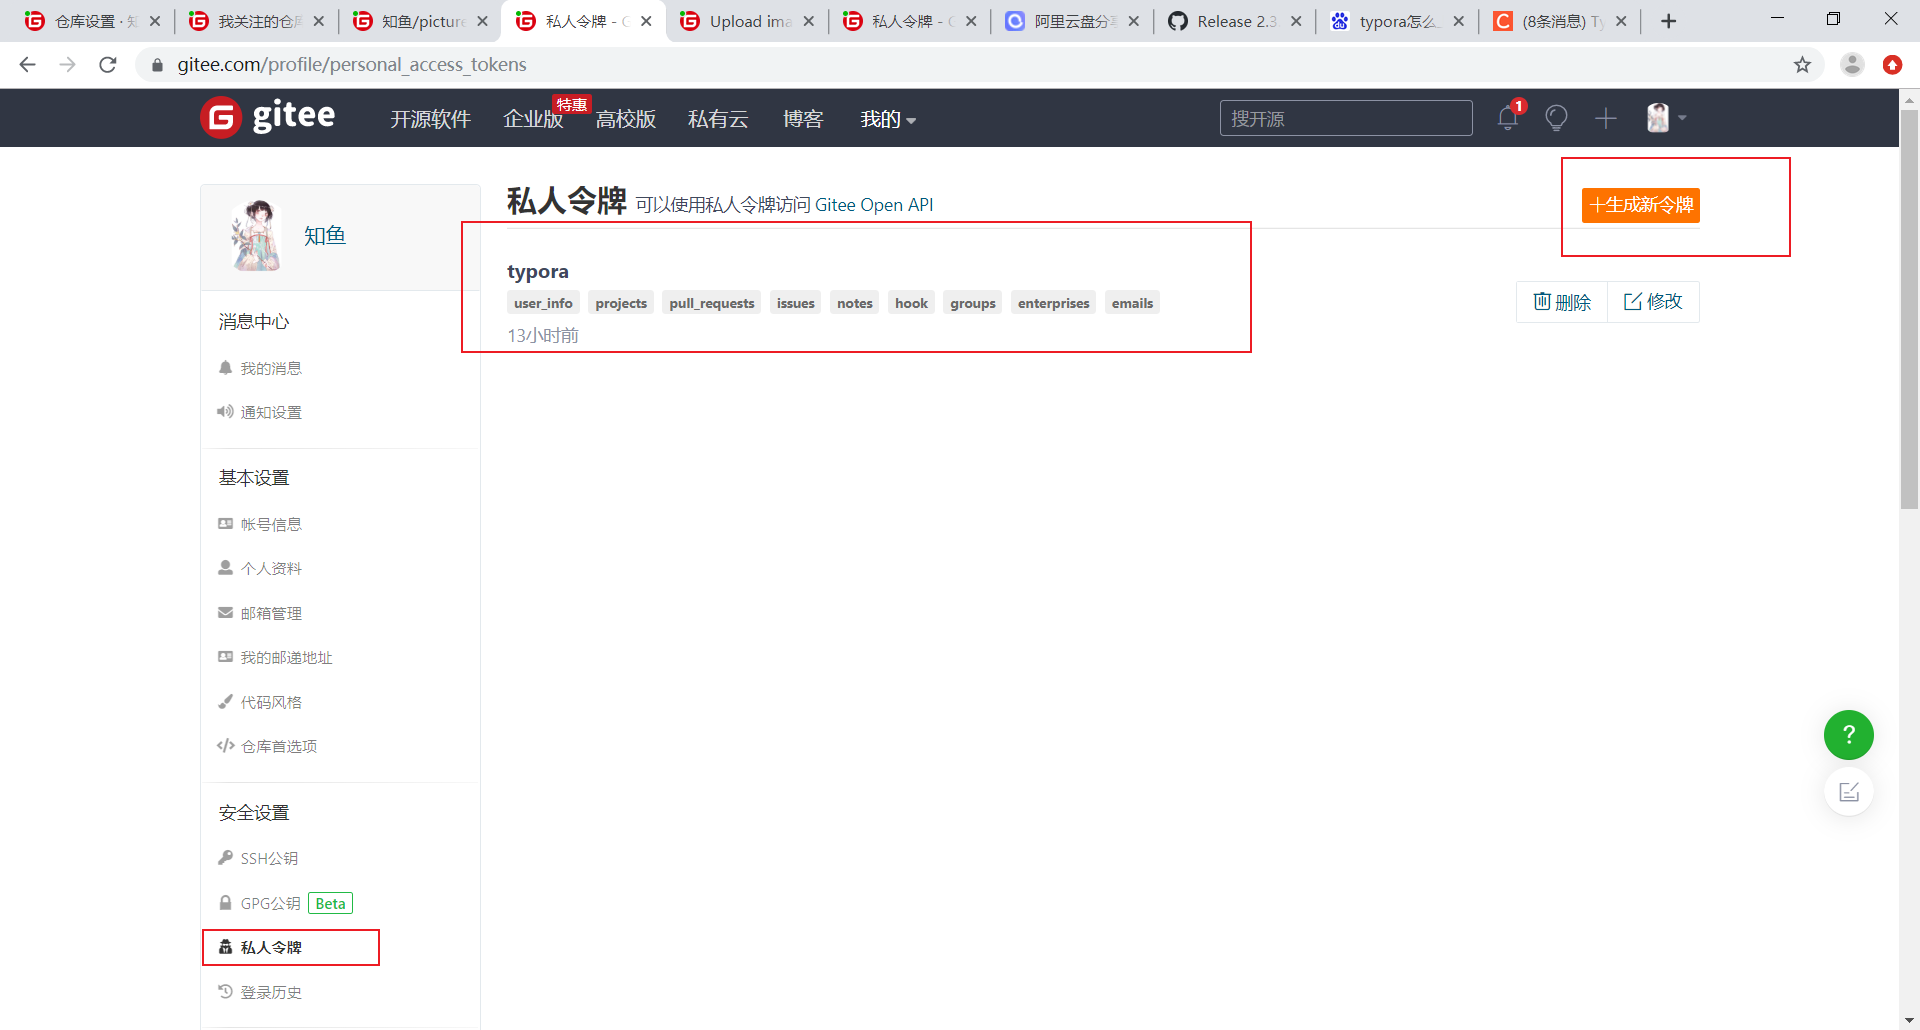 仓库设置 · 知
我关注的仓库
知鱼/picture
私人令牌 - G
Upload ima
私人令牌 - G
阿里云盘分享
Release 2.3.
typora怎么
(8条消息) Ty
gitee.com/profile/personal_access_tokens
gitee
开源软件
企业版
特惠
高校版
私有云
博客
我的
搜开源
1
知鱼
消息中心
我的消息
通知设置
基本设置
帐号信息
个人资料
邮箱管理
我的邮递地址
代码风格
仓库首选项
安全设置
SSH公钥
GPG公钥 Beta
私人令牌
登录历史
私人令牌 可以使用私人令牌访问 Gitee Open API
+生成新令牌
typora
user_info projects pull_requests issues notes hook groups enterprises emails
13小时前
删除 修改
?